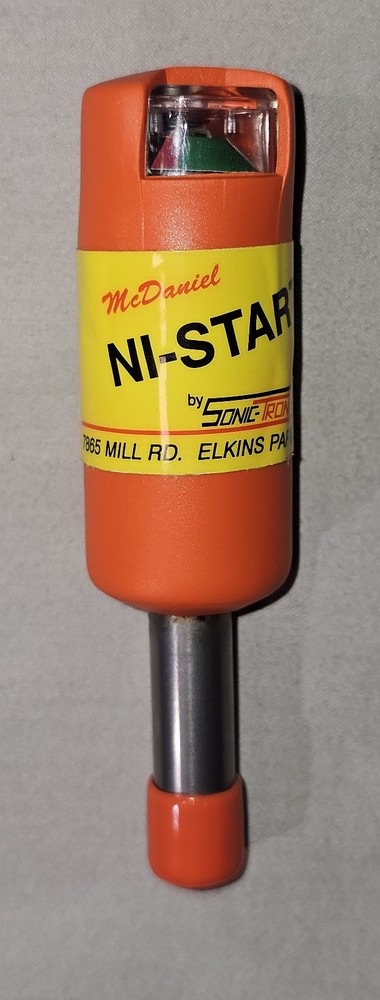 McDaniel
NI-STAR
by SONIC-TRON
7865 MILL RD. ELKINS PAR